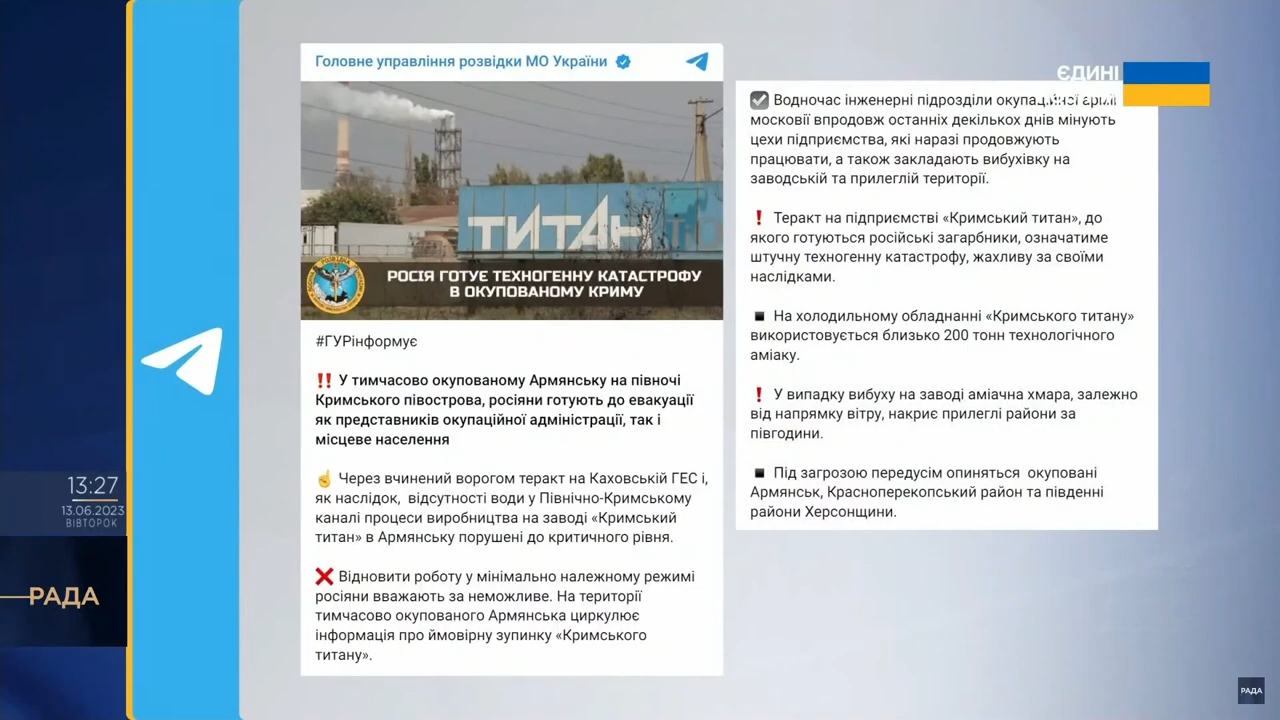 Головне управління розвідки МО України
ТИТАН
РОЗВІДКА
РОСІЯ ГОТУЄ ТЕХНОГЕННУ КАТАСТРОФУ
В ОКУПОВАНОМУ КРИМУ
#ГУРінформує
‼️ У тимчасово окупованому Армянську на півночі
Кримського півострова, росіяни готують до евакуації
як представників окупаційної адміністрації, так і
місцеве населення
☝️ Через вчинений ворогом теракт на Каховській ГЕС і,
як наслідок, відсутності води у Північно-Кримському
каналі процеси виробництва на заводі «Кримський
титан» в Армянську порушені до критичного рівня.
❌ Відновити роботу у мінімально належному режимі
росіяни вважають за неможливе. На території
тимчасово окупованого Армянська циркулює
інформація про ймовірну зупинку «Кримського
титану».
ЄДИНІ
☑️ Водночас інженерні підрозділи окупаційної армії
московії впродовж останніх декількох днів мінують
цехи підприємства, які наразі продовжують
працювати, а також закладають вибухівку на
заводській та прилеглій території.
❗ Теракт на підприємстві «Кримський титан», до
якого готуються російські загарбники, означатиме
штучну техногенну катастрофу, жахливу за своїми
наслідками.
◾ На холодильному обладнанні «Кримського титану»
використовується близько 200 тонн технологічного
аміаку.
❗ У випадку вибуху на заводі аміачна хмара, залежно
від напрямку вітру, накриє прилеглі райони за
півгодини.
◾ Під загрозою передусім опиняться окуповані
Армянськ, Красноперекопський район та південні
райони Херсонщини.
13:27
13.06.2023
ВІВТОРОК
РАДА
РАДА